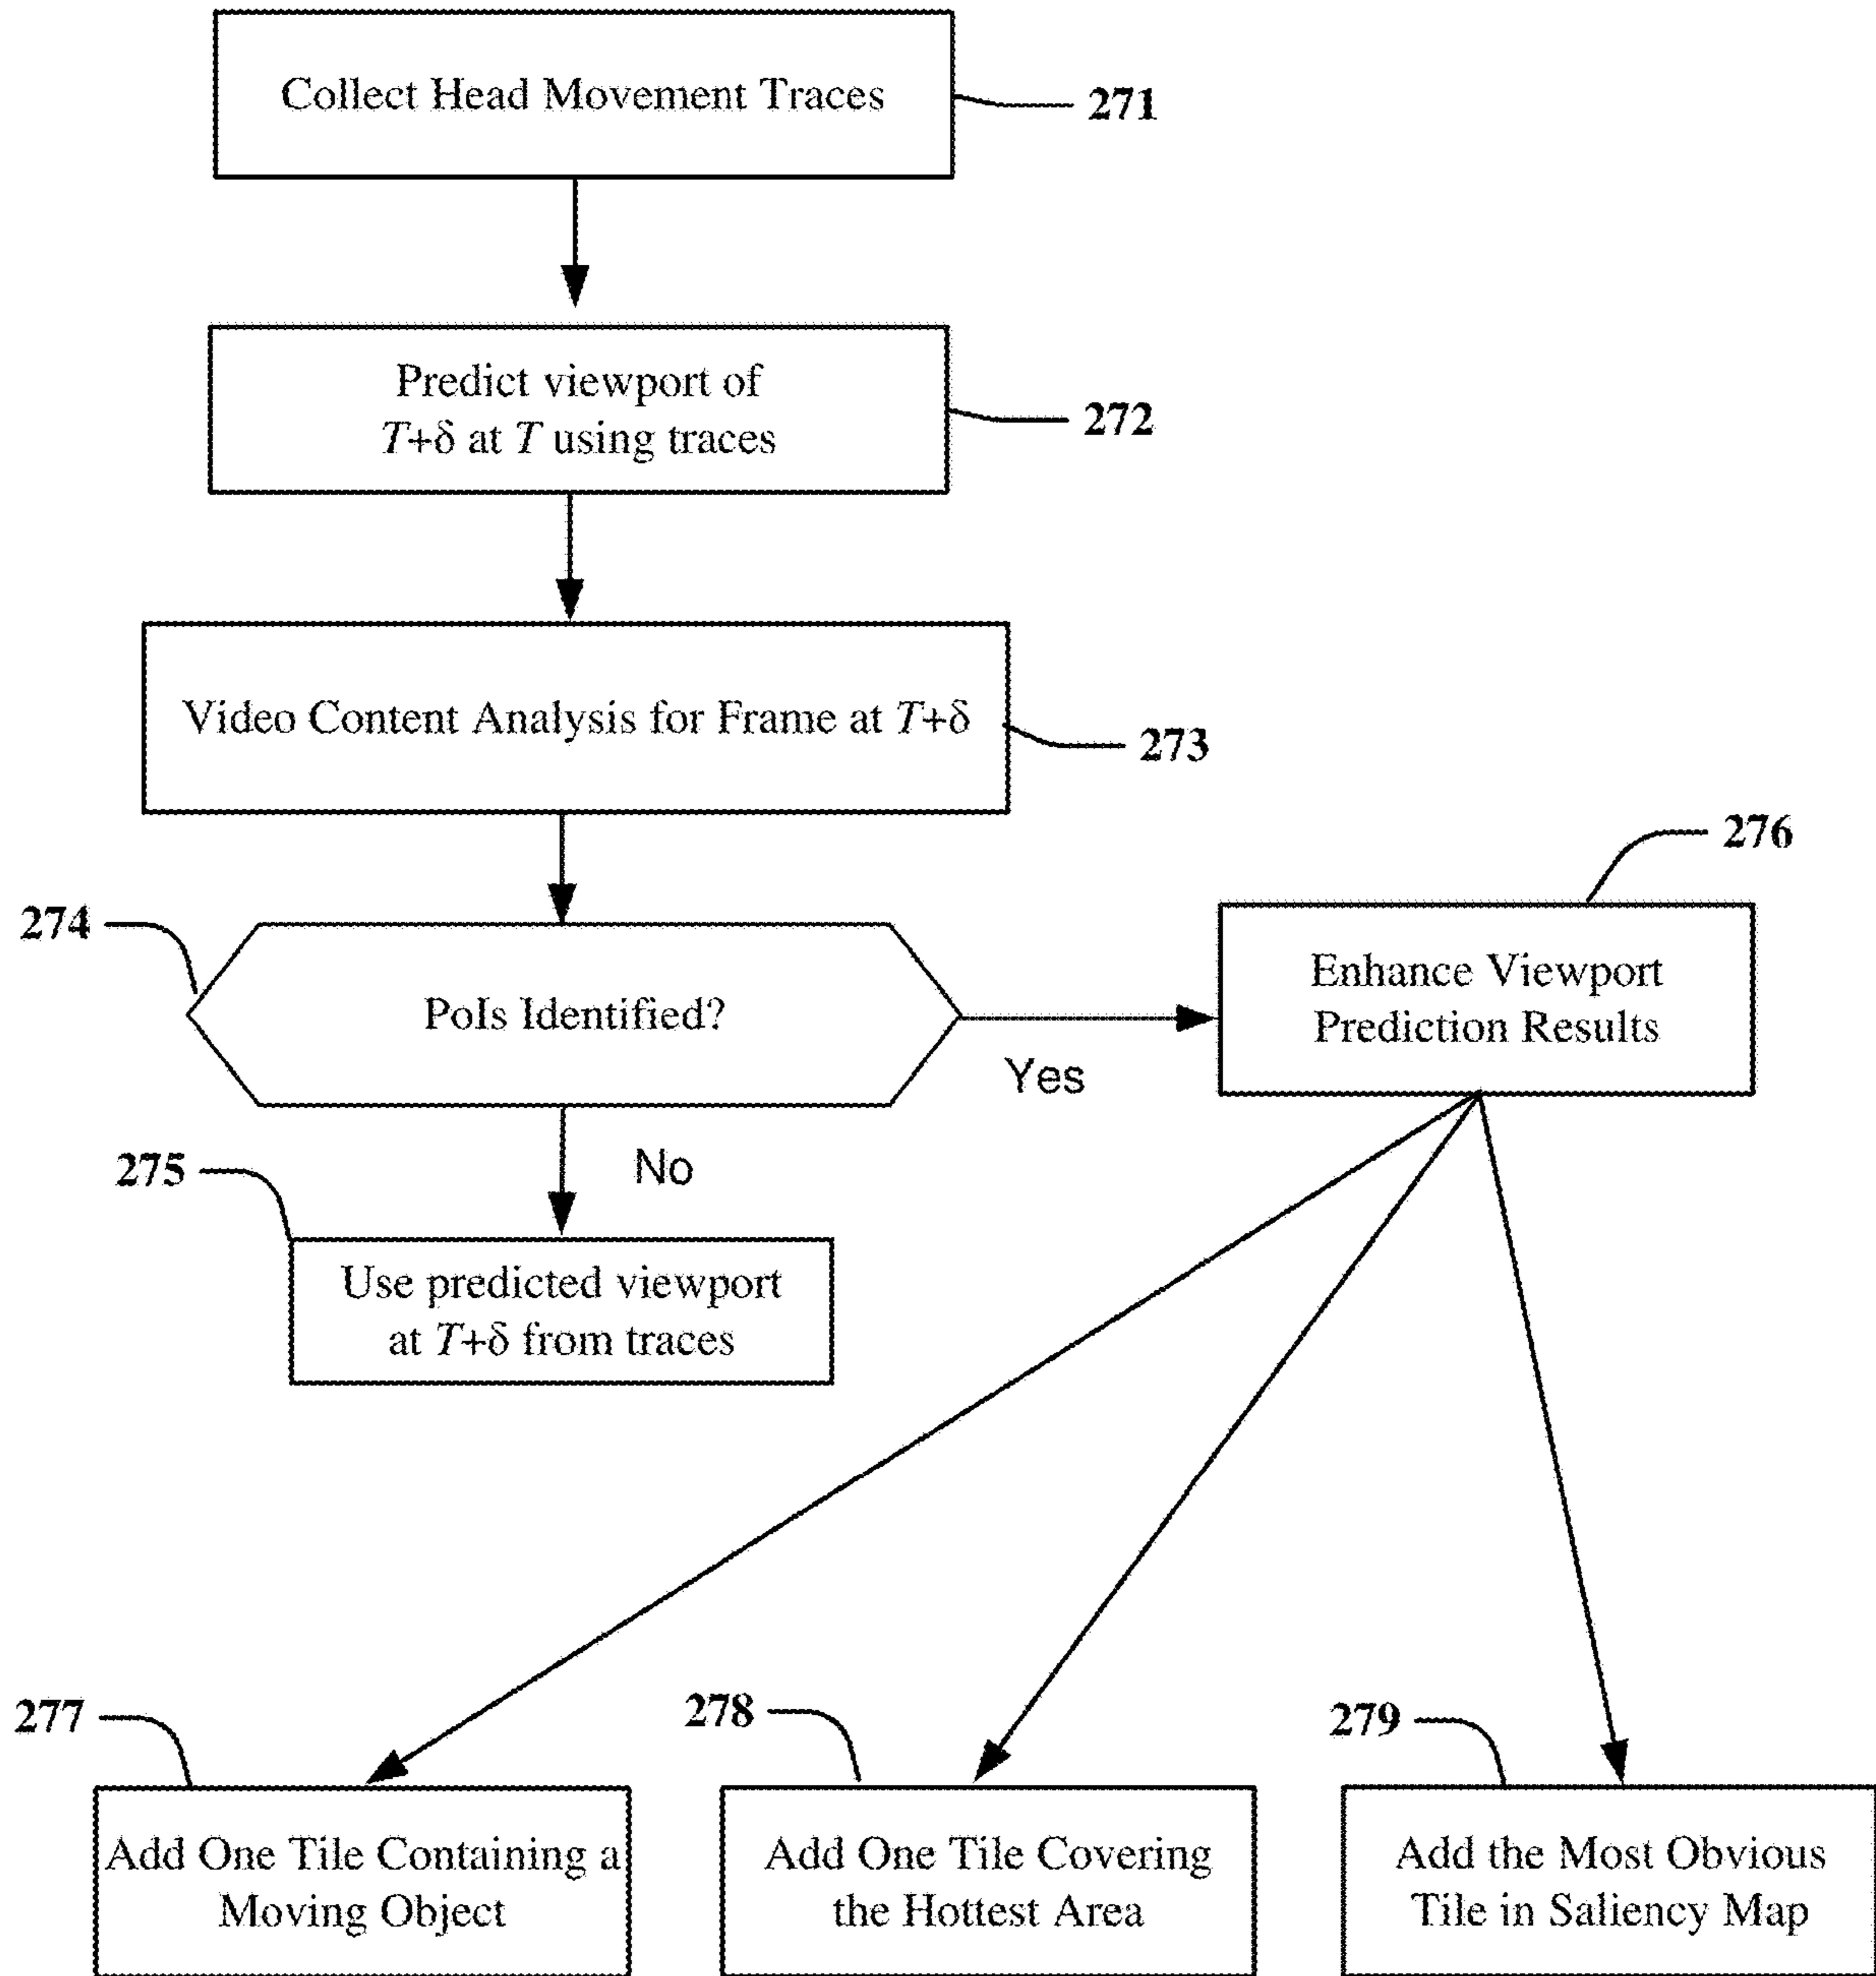 Collect Head Movement Traces
271
Predict viewport of
T+δ at T using traces
272
Video Content Analysis for Frame at T+δ
273
274
PoIs Identified?
Yes
276
Enhance Viewport
Prediction Results
No
275
Use predicted viewport
at T+δ from traces
277
Add One Tile Containing a
Moving Object
278
Add One Tile Covering
the Hottest Area
279
Add the Most Obvious
Tile in Saliency Map